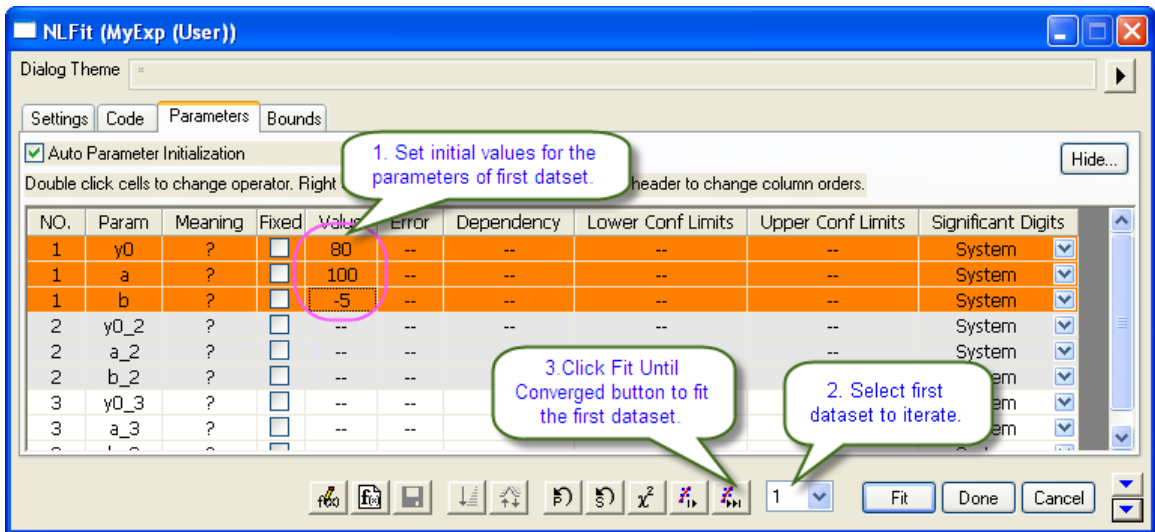 NLFit (MyExp (User))
Dialog Theme *
Settings Code Parameters Bounds
Auto Parameter Initialization
Hide...
1. Set initial values for the
parameters of first datset.
Double click cells to change operator. Right header to change column orders.
NO. Param Meaning Fixed Value Error Dependency Lower Conf Limits Upper Conf Limits Significant Digits
1 y0 ? 80 -- -- -- -- System
1 a ? 100 -- -- -- -- System
1 b ? -5 -- -- -- -- System
2 y0_2 ? -- -- -- -- -- System
2 a_2 ? -- -- -- System
2 b_2 ? -- -- em
3 y0_3 ? -- -- em
3 a_3 ? -- -- em
3.Click Fit Until
Converged button to fit
the first dataset.
2. Select first
dataset to iterate.
χ² 1 Fit Done Cancel